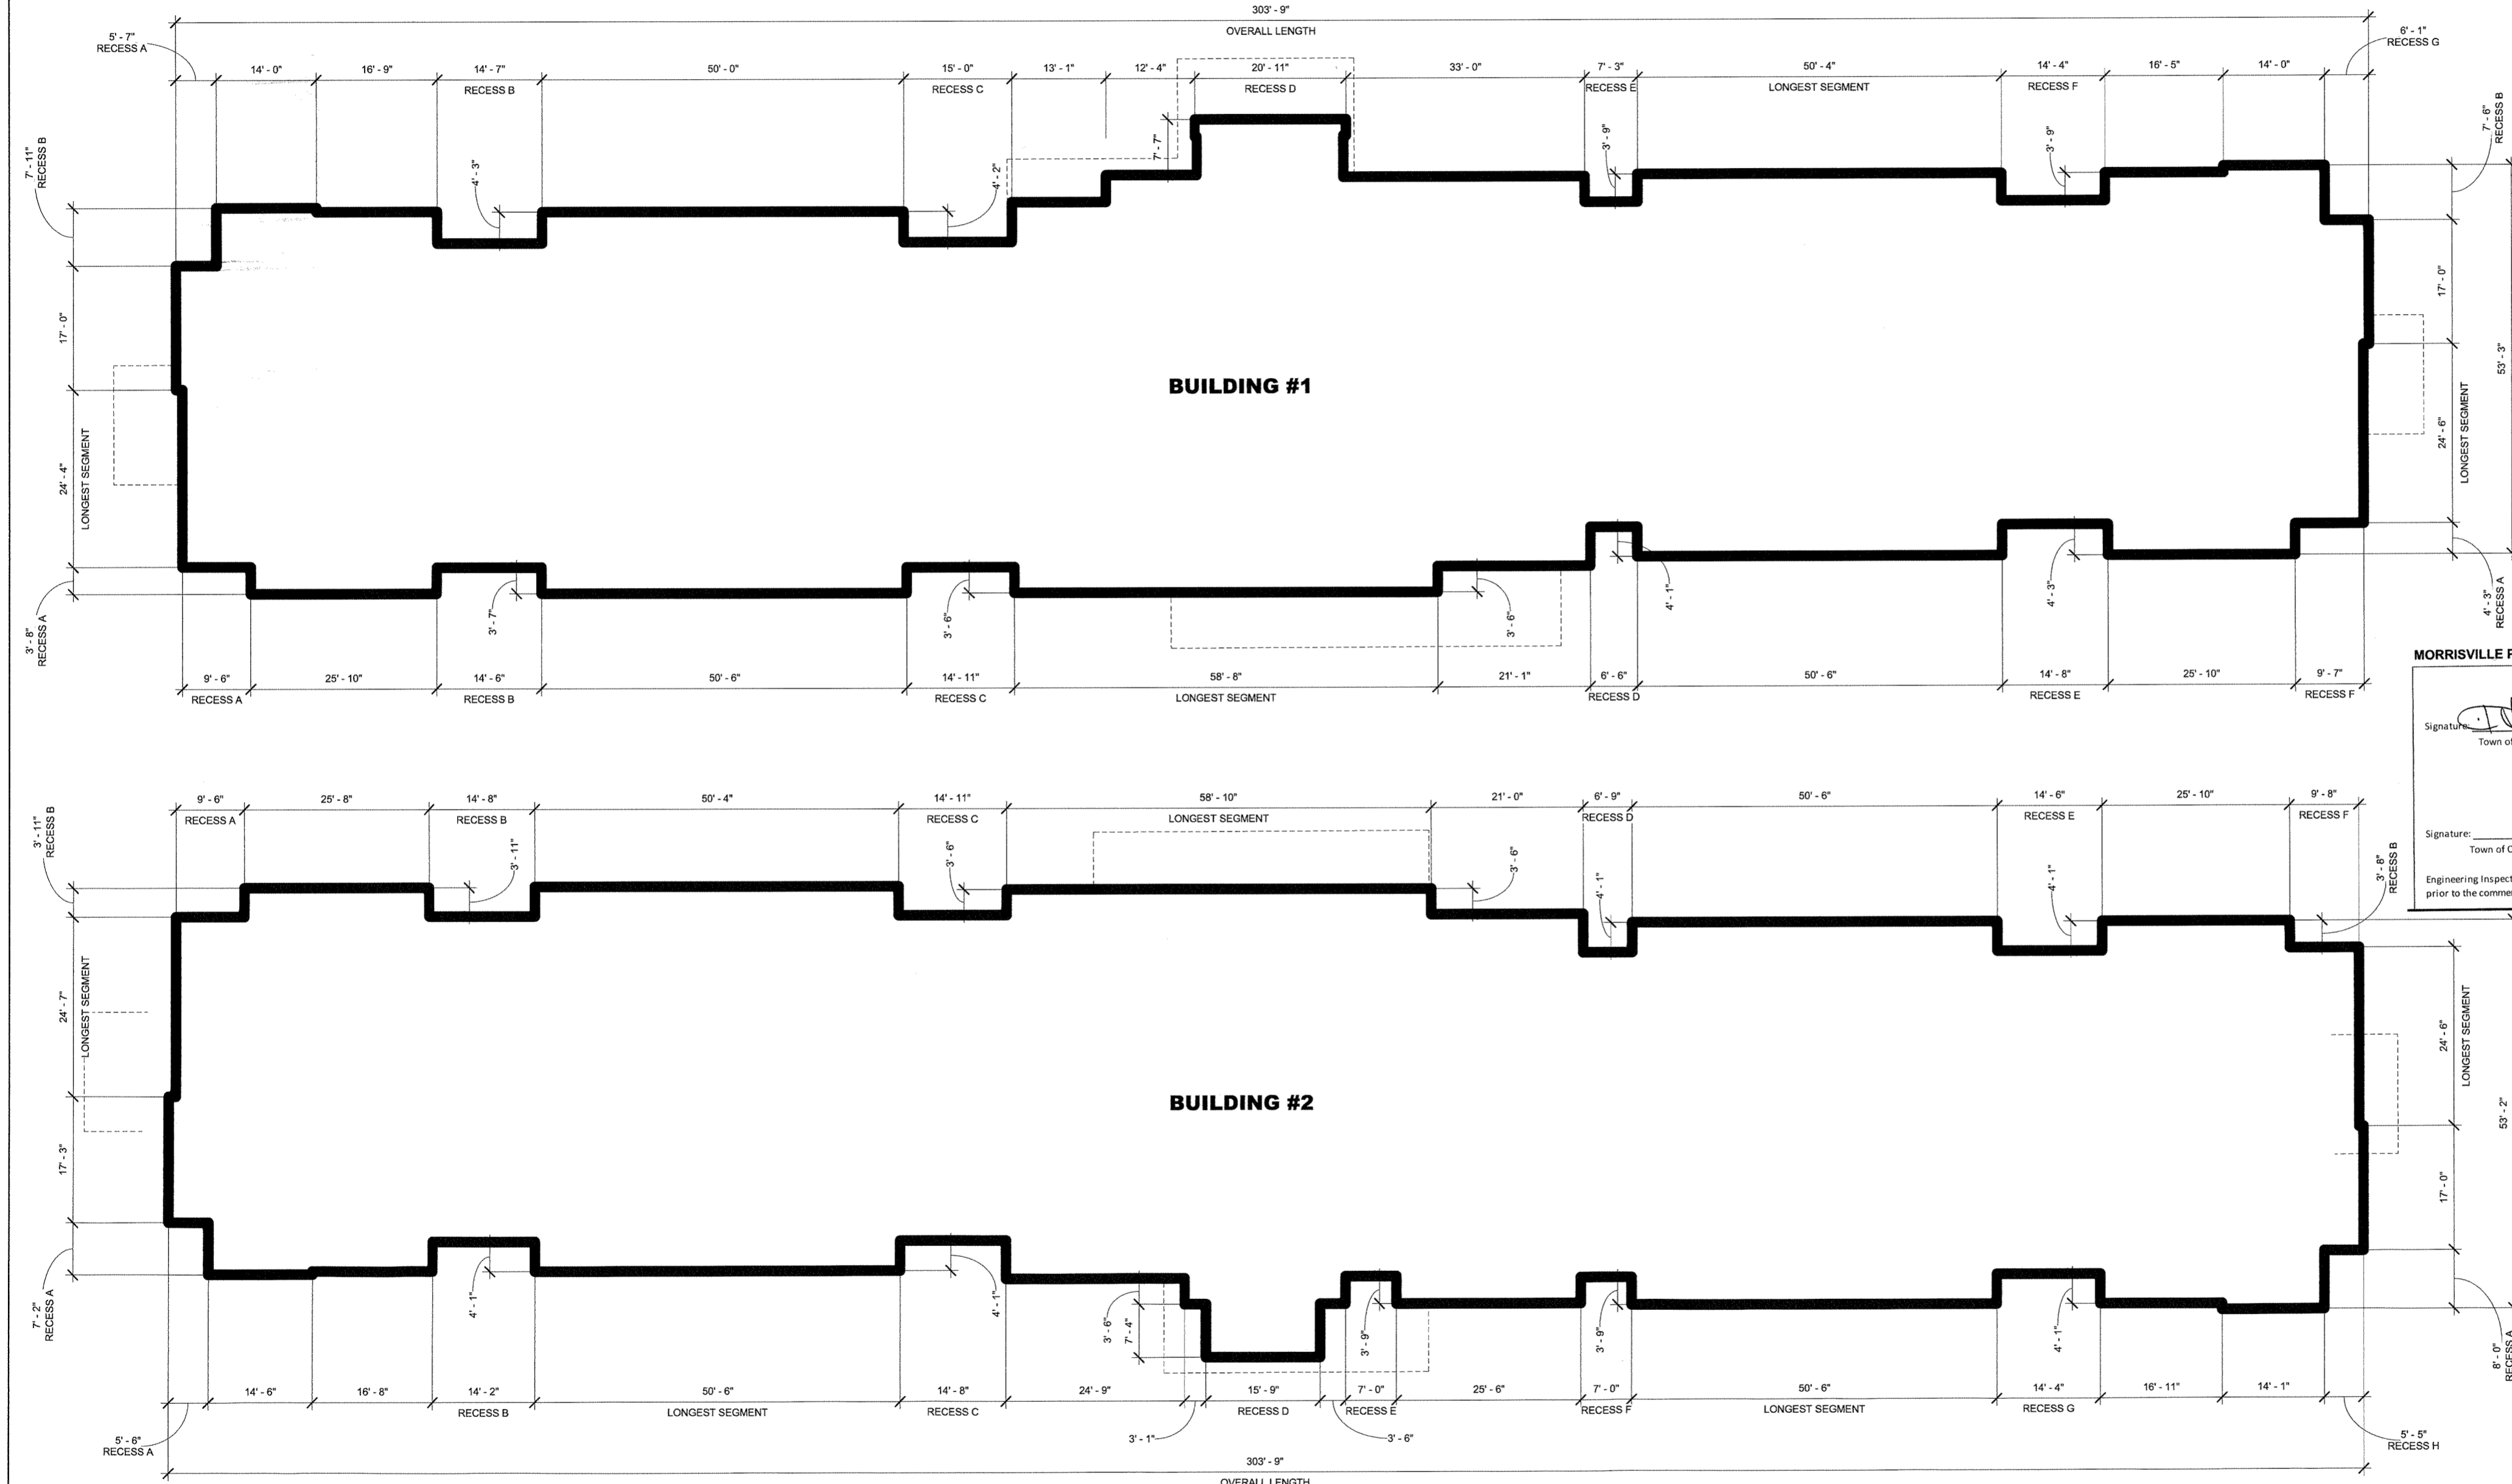 303' - 9"
OVERALL LENGTH
5' - 7"
RECESS A
6' - 1"
RECESS G
14' - 0"
16' - 9"
14' - 7"
RECESS B
50' - 0"
15' - 0"
RECESS C
13' - 1"
12' - 4"
20' - 11"
RECESS D
33' - 0"
7' - 3"
RECESS E
50' - 4"
LONGEST SEGMENT
14' - 4"
RECESS F
16' - 5"
14' - 0"
7' - 11"
RECESS B
4' - 3"
4' - 2"
7' - 7"
3' - 9"
3' - 9"
7' - 6"
RECESS B
17' - 0"
24' - 4"
LONGEST SEGMENT
3' - 8"
RECESS A
BUILDING #1
17' - 0"
53' - 3"
24' - 6"
LONGEST SEGMENT
4' - 3"
RECESS A
3' - 7"
3' - 6"
3' - 6"
4' - 1"
4' - 3"
9' - 6"
RECESS A
25' - 10"
14' - 6"
RECESS B
50' - 6"
14' - 11"
RECESS C
58' - 8"
LONGEST SEGMENT
21' - 1"
6' - 6"
RECESS D
50' - 6"
14' - 8"
RECESS E
25' - 10"
9' - 7"
RECESS F
MORRISVILLE
Signature:
Town of
Signature:
Town of
Engineering
prior to the
9' - 6"
RECESS A
25' - 8"
14' - 8"
RECESS B
50' - 4"
14' - 11"
RECESS C
58' - 10"
LONGEST SEGMENT
21' - 0"
6' - 9"
RECESS D
50' - 6"
14' - 6"
RECESS E
25' - 10"
9' - 8"
RECESS F
3' - 11"
RECESS B
3' - 11"
3' - 6"
3' - 6"
4' - 1"
4' - 1"
3' - 8"
RECESS B
24' - 7"
LONGEST SEGMENT
17' - 3"
7' - 2"
RECESS A
BUILDING #2
24' - 6"
LONGEST SEGMENT
53' - 2"
17' - 0"
8' - 0"
RECESS A
4' - 1"
4' - 1"
3' - 6"
7' - 4"
3' - 9"
3' - 9"
4' - 1"
14' - 6"
16' - 8"
14' - 2"
RECESS B
50' - 6"
LONGEST SEGMENT
14' - 8"
RECESS C
24' - 9"
15' - 9"
RECESS D
7' - 0"
RECESS E
25' - 6"
7' - 0"
RECESS F
50' - 6"
LONGEST SEGMENT
14' - 4"
RECESS G
16' - 11"
14' - 1"
5' - 6"
RECESS A
3' - 1"
3' - 6"
5' - 5"
RECESS H
303' - 9"
OVERALL LENGTH